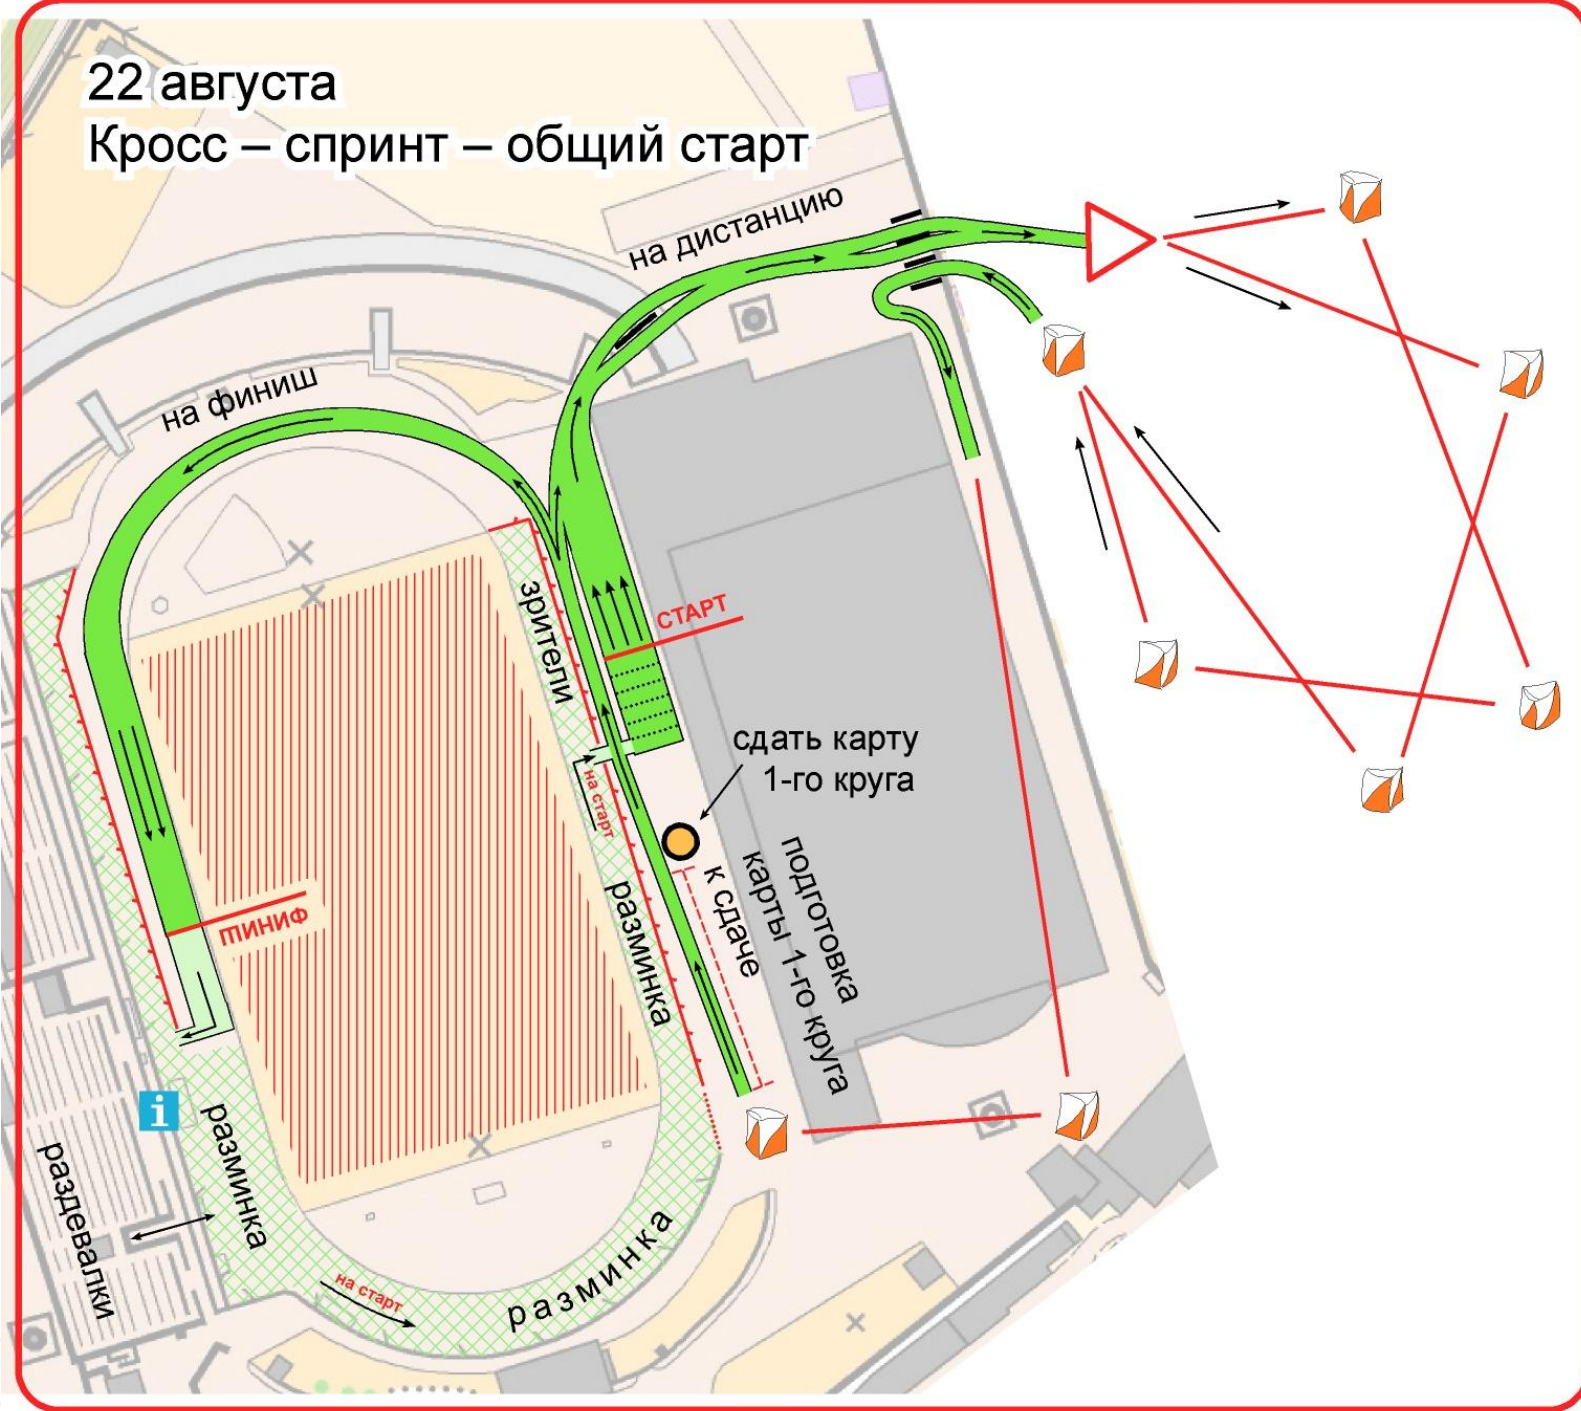 22 августа
Кросс – спринт – общий старт
на дистанцию
на финиш
зрители
СТАРТ
сдать карту
1-го круга
на старт
разминка
к сдаче
подготовка
карты 1-го круга
ФИНИШ
i
разминка
раздевалки
на старт
разминка